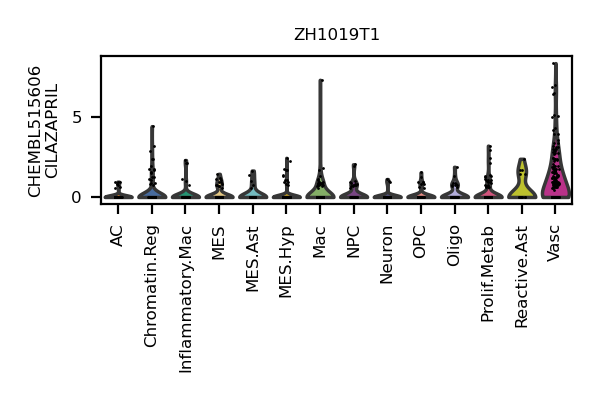 ZH1019T1
CHEMBL515606
CILAZAPRIL
5
0
AC
Chromatin.Reg
Inflammatory.Mac
MES
MES.Ast
MES.Hyp
Mac
NPC
Neuron
OPC
Oligo
Prolif.Metab
Reactive.Ast
Vasc